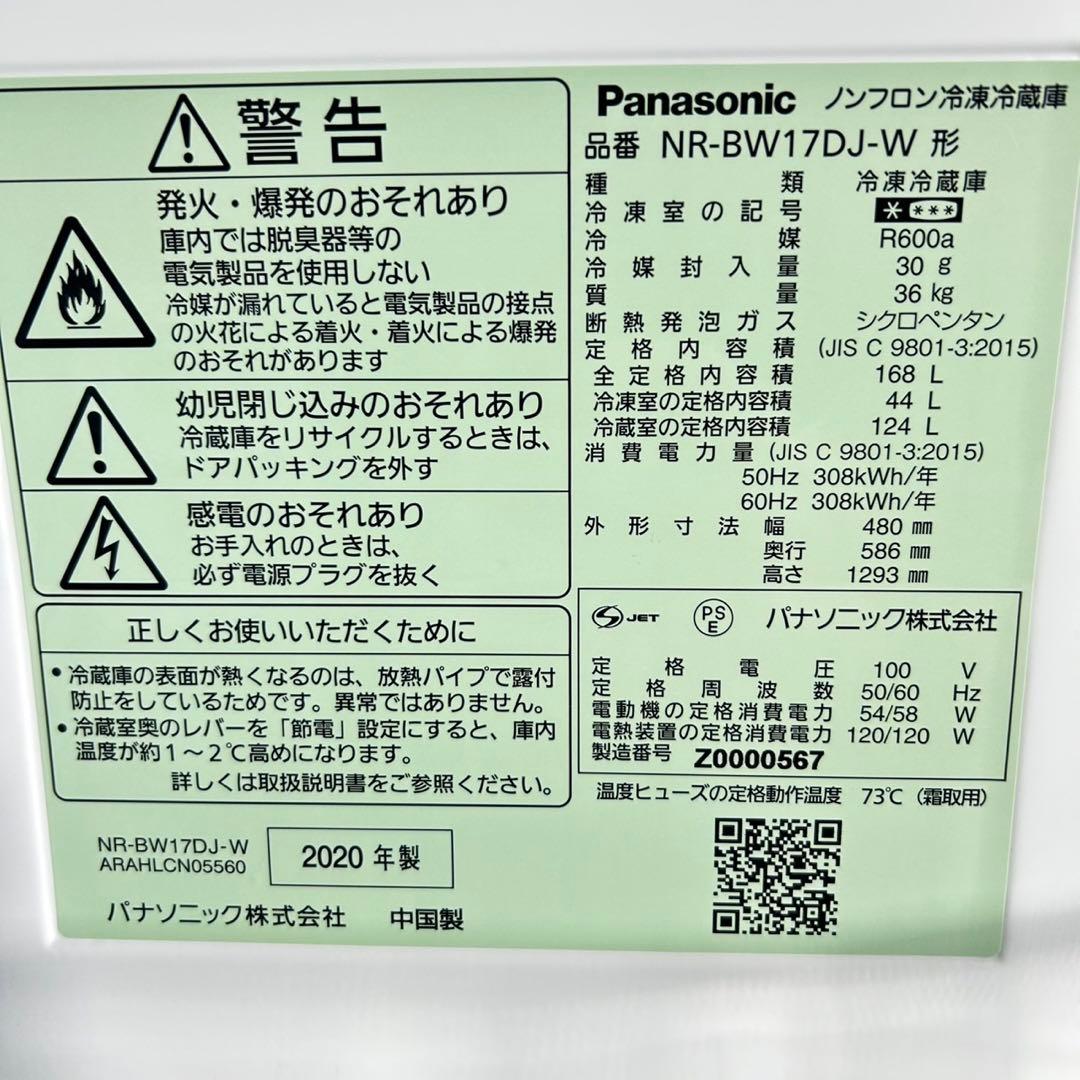 警告
発火・爆発のおそれあり
庫内では脱臭器等の
電気製品を使用しない
冷媒が漏れていると電気製品の接点
の火花による着火・着火による爆発
のおそれがあります
幼児閉じ込みのおそれあり
冷蔵庫をリサイクルするときは、
ドアパッキングを外す
感電のおそれあり
お手入れのときは、
必ず電源プラグを抜く
正しくお使いいただくために
• 冷蔵庫の表面が熱くなるのは、放熱パイプで露付
防止をしているためです。異常ではありません。
• 冷蔵室奥のレバーを「節電」設定にすると、庫内
温度が約1～2℃高めになります。
詳しくは取扱説明書をご参照ください。
NR-BW17DJ-W
ARAHLCN05560
2020 年製
パナソニック株式会社 中国製
Panasonic ノンフロン冷凍冷蔵庫
品番 NR-BW17DJ-W 形
種類 冷凍冷蔵庫
冷凍室の記号 * ***
冷媒 R600a
冷媒封入量 30 g
質量 36 kg
断熱発泡ガス シクロペンタン
定格内容積 (JIS C 9801-3:2015)
全定格内容積 168 L
冷凍室の定格内容積 44 L
冷蔵室の定格内容積 124 L
消費電力量 (JIS C 9801-3:2015)
50Hz 308kWh/年
60Hz 308kWh/年
外形寸法 幅 480 mm
奥行 586 mm
高さ 1293 mm
S JET PSE パナソニック株式会社
定格電圧 100 V
定格周波数 50/60 Hz
電動機の定格消費電力 54/58 W
電熱装置の定格消費電力 120/120 W
製造番号 Z0000567
温度ヒューズの定格動作温度 73℃（霜取用）